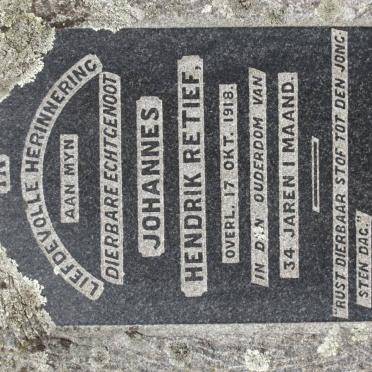 LIEFDEVOLLE HERINNERING
AAN MYN
DIERBARE ECHTGENOOT
JOHANNES
HENDRIK RETIEF,
OVERL. 17 OKT. 1918.
IN DEN OUDERDOM VAN
34 JAREN 1 MAAND.
"RUST DIERBAAR STOF TOT DEN JONG-
STEN DAG."